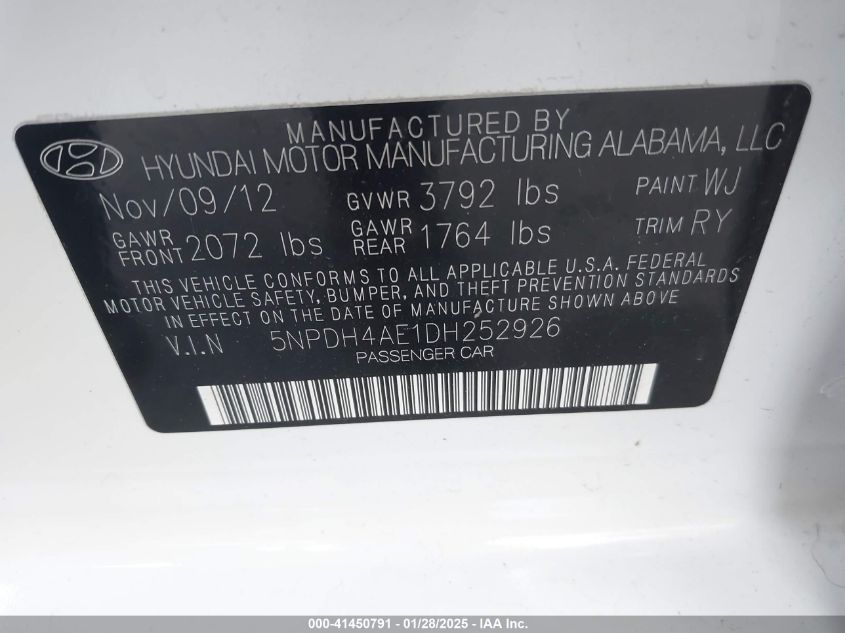 MANUFACTURED BY
HYUNDAI MOTOR MANUFACTURING ALABAMA, LLC
Nov/09/12 GVWR 3792 lbs PAINT WJ
GAWR FRONT 2072 lbs GAWR REAR 1764 lbs TRIM RY
THIS VEHICLE CONFORMS TO ALL APPLICABLE U.S.A. FEDERAL
MOTOR VEHICLE SAFETY, BUMPER, AND THEFT PREVENTION STANDARDS
IN EFFECT ON THE DATE OF MANUFACTURE SHOWN ABOVE
V.I.N 5NPDH4AE1DH252926
PASSENGER CAR
000-41450791 - 01/28/2025 - IAA Inc.